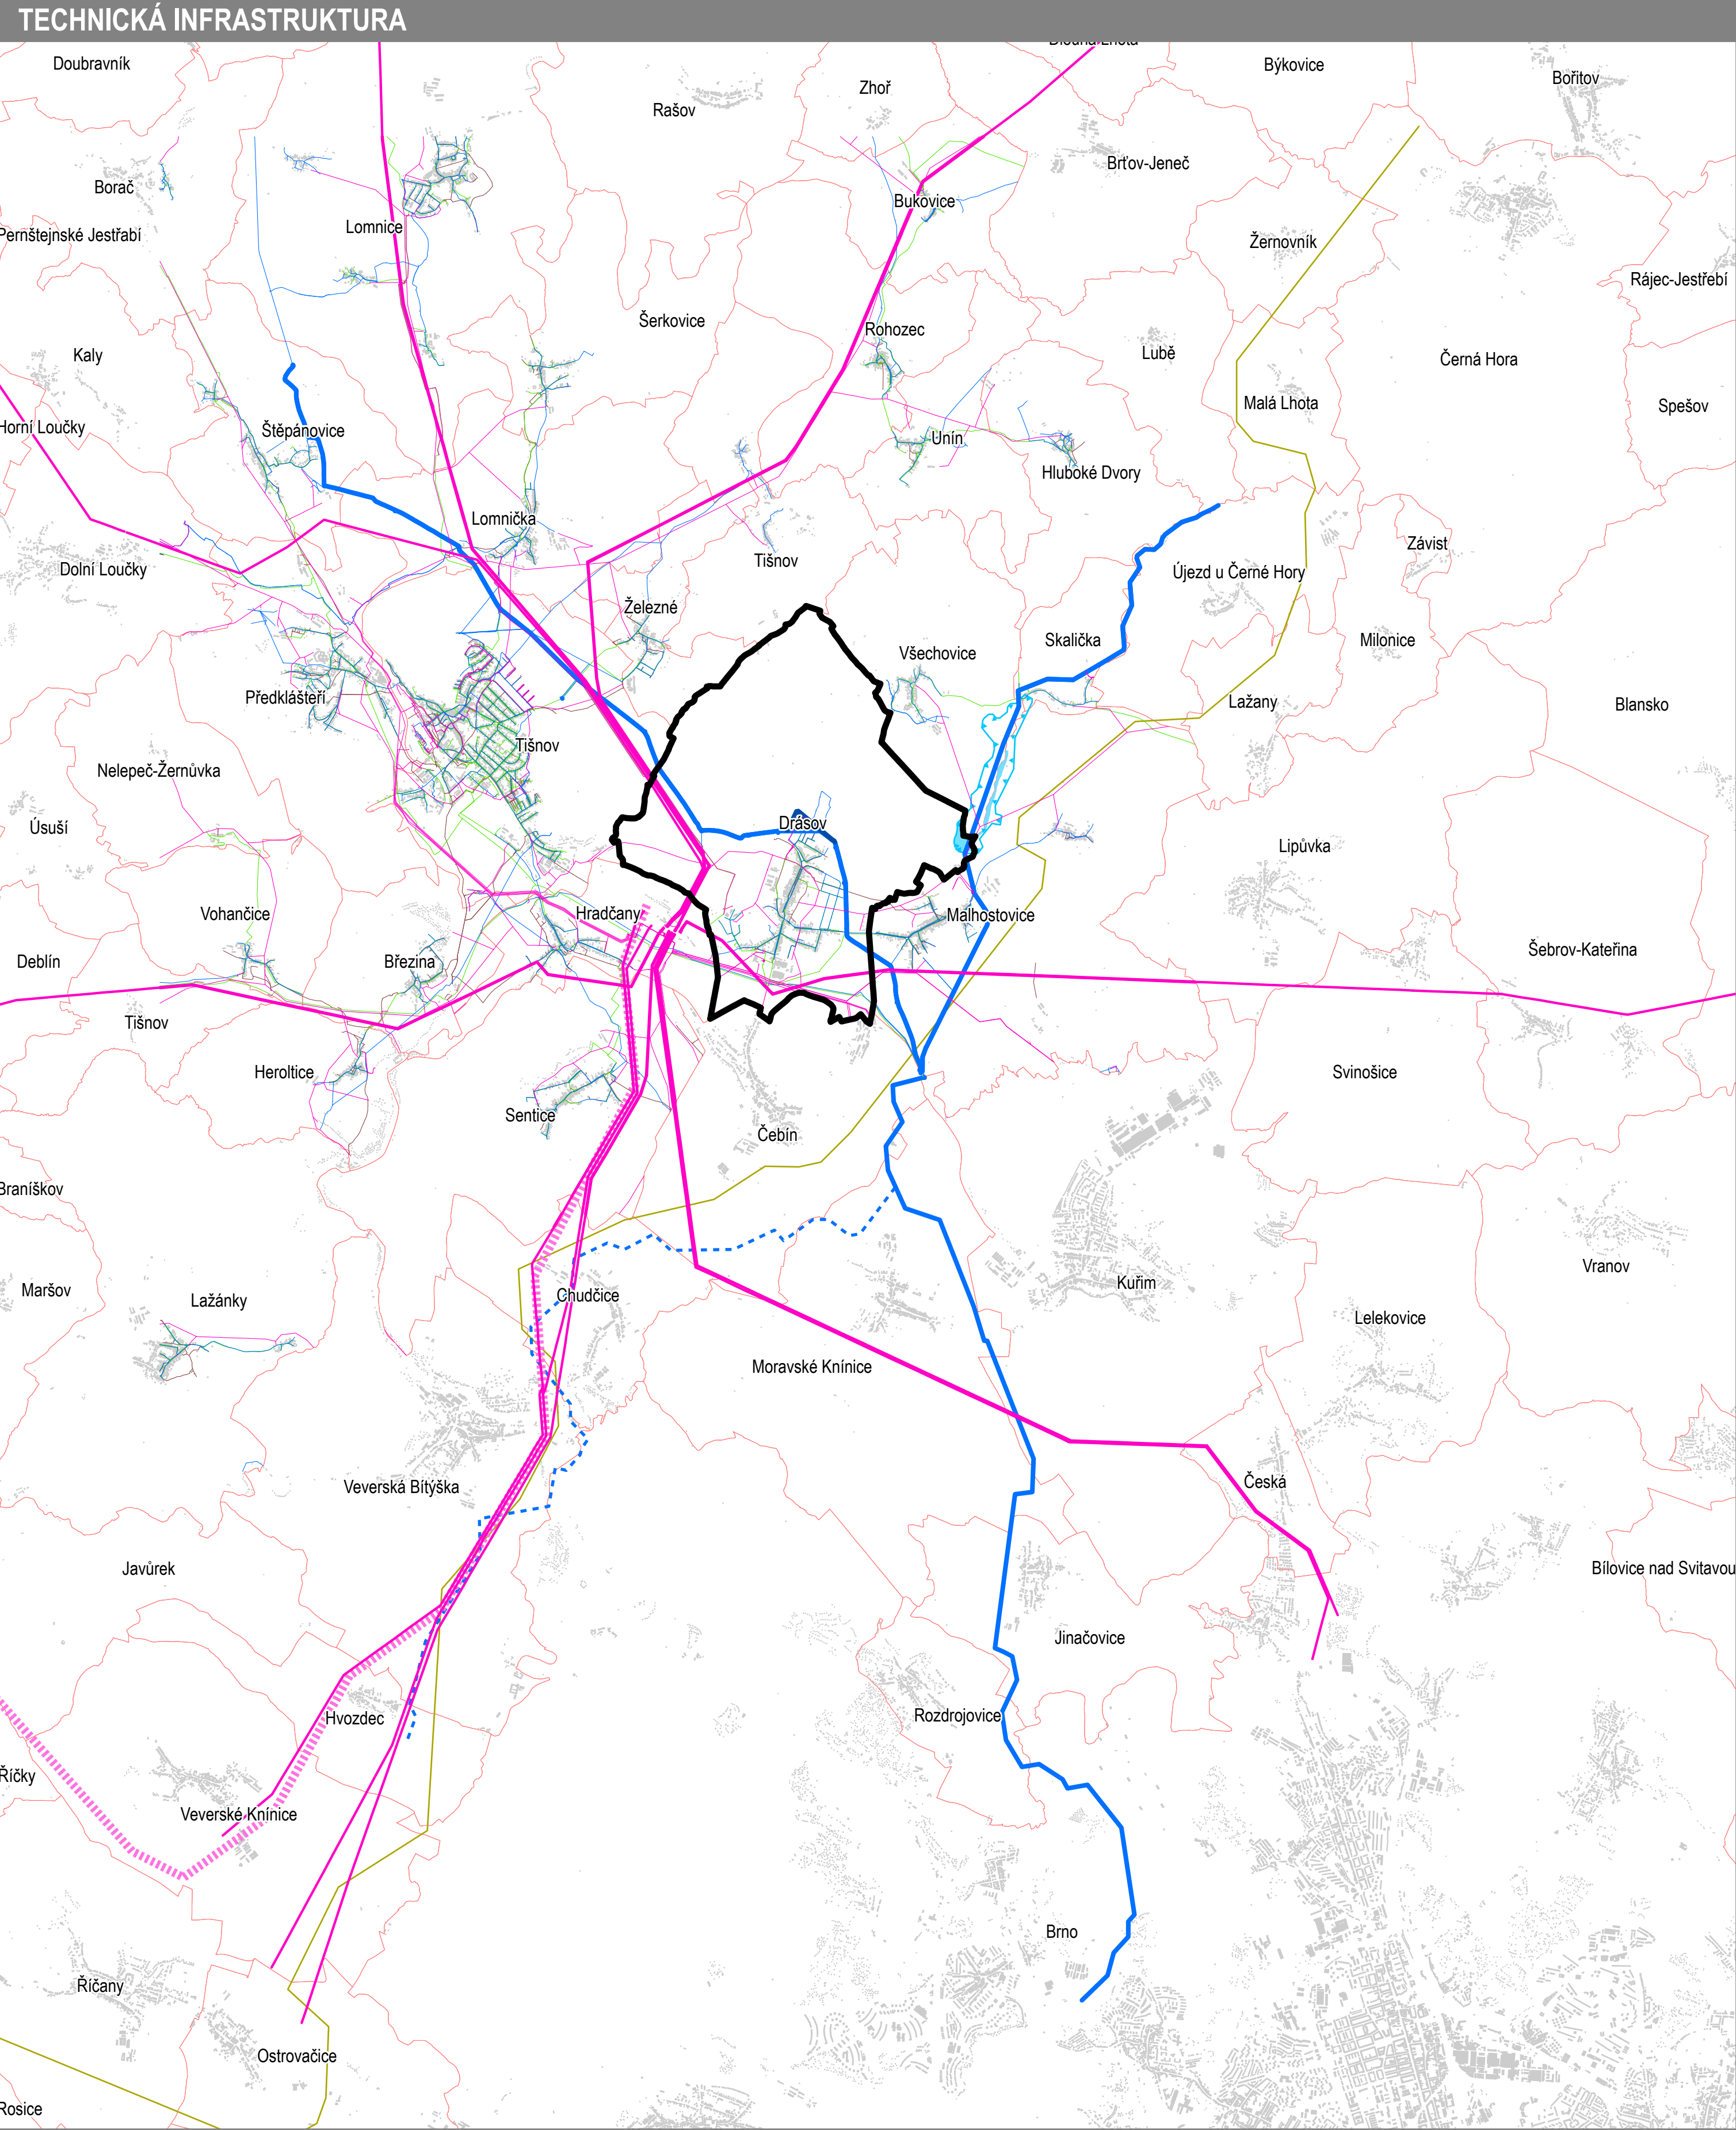 TECHNICKÁ INFRASTRUKTURA
Dlouhá Lhota
Doubravník
Býkovice
Bořitov
Zhoř
Rašov
Brťov-Jeneč
Borač
Bukovice
Lomnice
Pernštejnské Jestřabí
Žernovník
Rájec-Jestřebí
Šerkovice
Rohozec
Lubě
Kaly
Černá Hora
Malá Lhota
Spešov
Horní Loučky
Štěpánovice
Unín
Hluboké Dvory
Lomnička
Závist
Tišnov
Dolní Loučky
Újezd u Černé Hory
Železné
Skalička
Milonice
Všechovice
Předklášteří
Lažany
Blansko
Tišnov
Nelepeč-Žernůvka
Drásov
Úsuší
Lipůvka
Vohančice
Hradčany
Malhostovice
Šebrov-Kateřina
Deblín
Březina
Tišnov
Heroltice
Svinošice
Sentice
Čebín
Braníškov
Vranov
Kuřim
Maršov
Lažánky
Chudčice
Lelekovice
Moravské Knínice
Česká
Veverská Bítýška
Javůrek
Bílovice nad Svitavou
Jinačovice
Rozdrojovice
Hvozdec
Říčky
Veverské Knínice
Brno
Říčany
Ostrovačice
Rosice